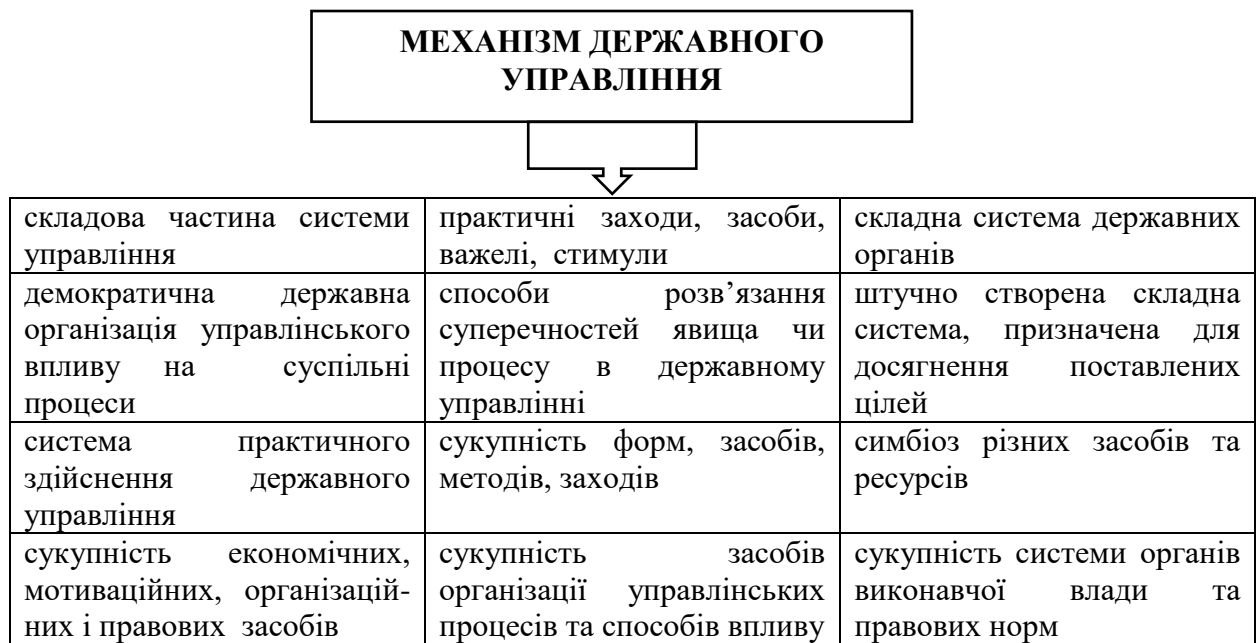 МЕХАНІЗМ ДЕРЖАВНОГО
УПРАВЛІННЯ
складова частина системи
управління
практичні заходи, засоби,
важелі, стимули
складна система державних
органів
демократична державна
організація управлінського
впливу на суспільні
процеси
способи розв’язання
суперечностей явища чи
процесу в державному
управлінні
штучно створена складна
система, призначена для
досягнення поставлених
цілей
система практичного
здійснення державного
управління
сукупність форм, засобів,
методів, заходів
симбіоз різних засобів та
ресурсів
сукупність економічних,
мотиваційних, організацій-
них і правових засобів
сукупність засобів
організації управлінських
процесів та способів впливу
сукупність системи органів
виконавчої влади та
правових норм